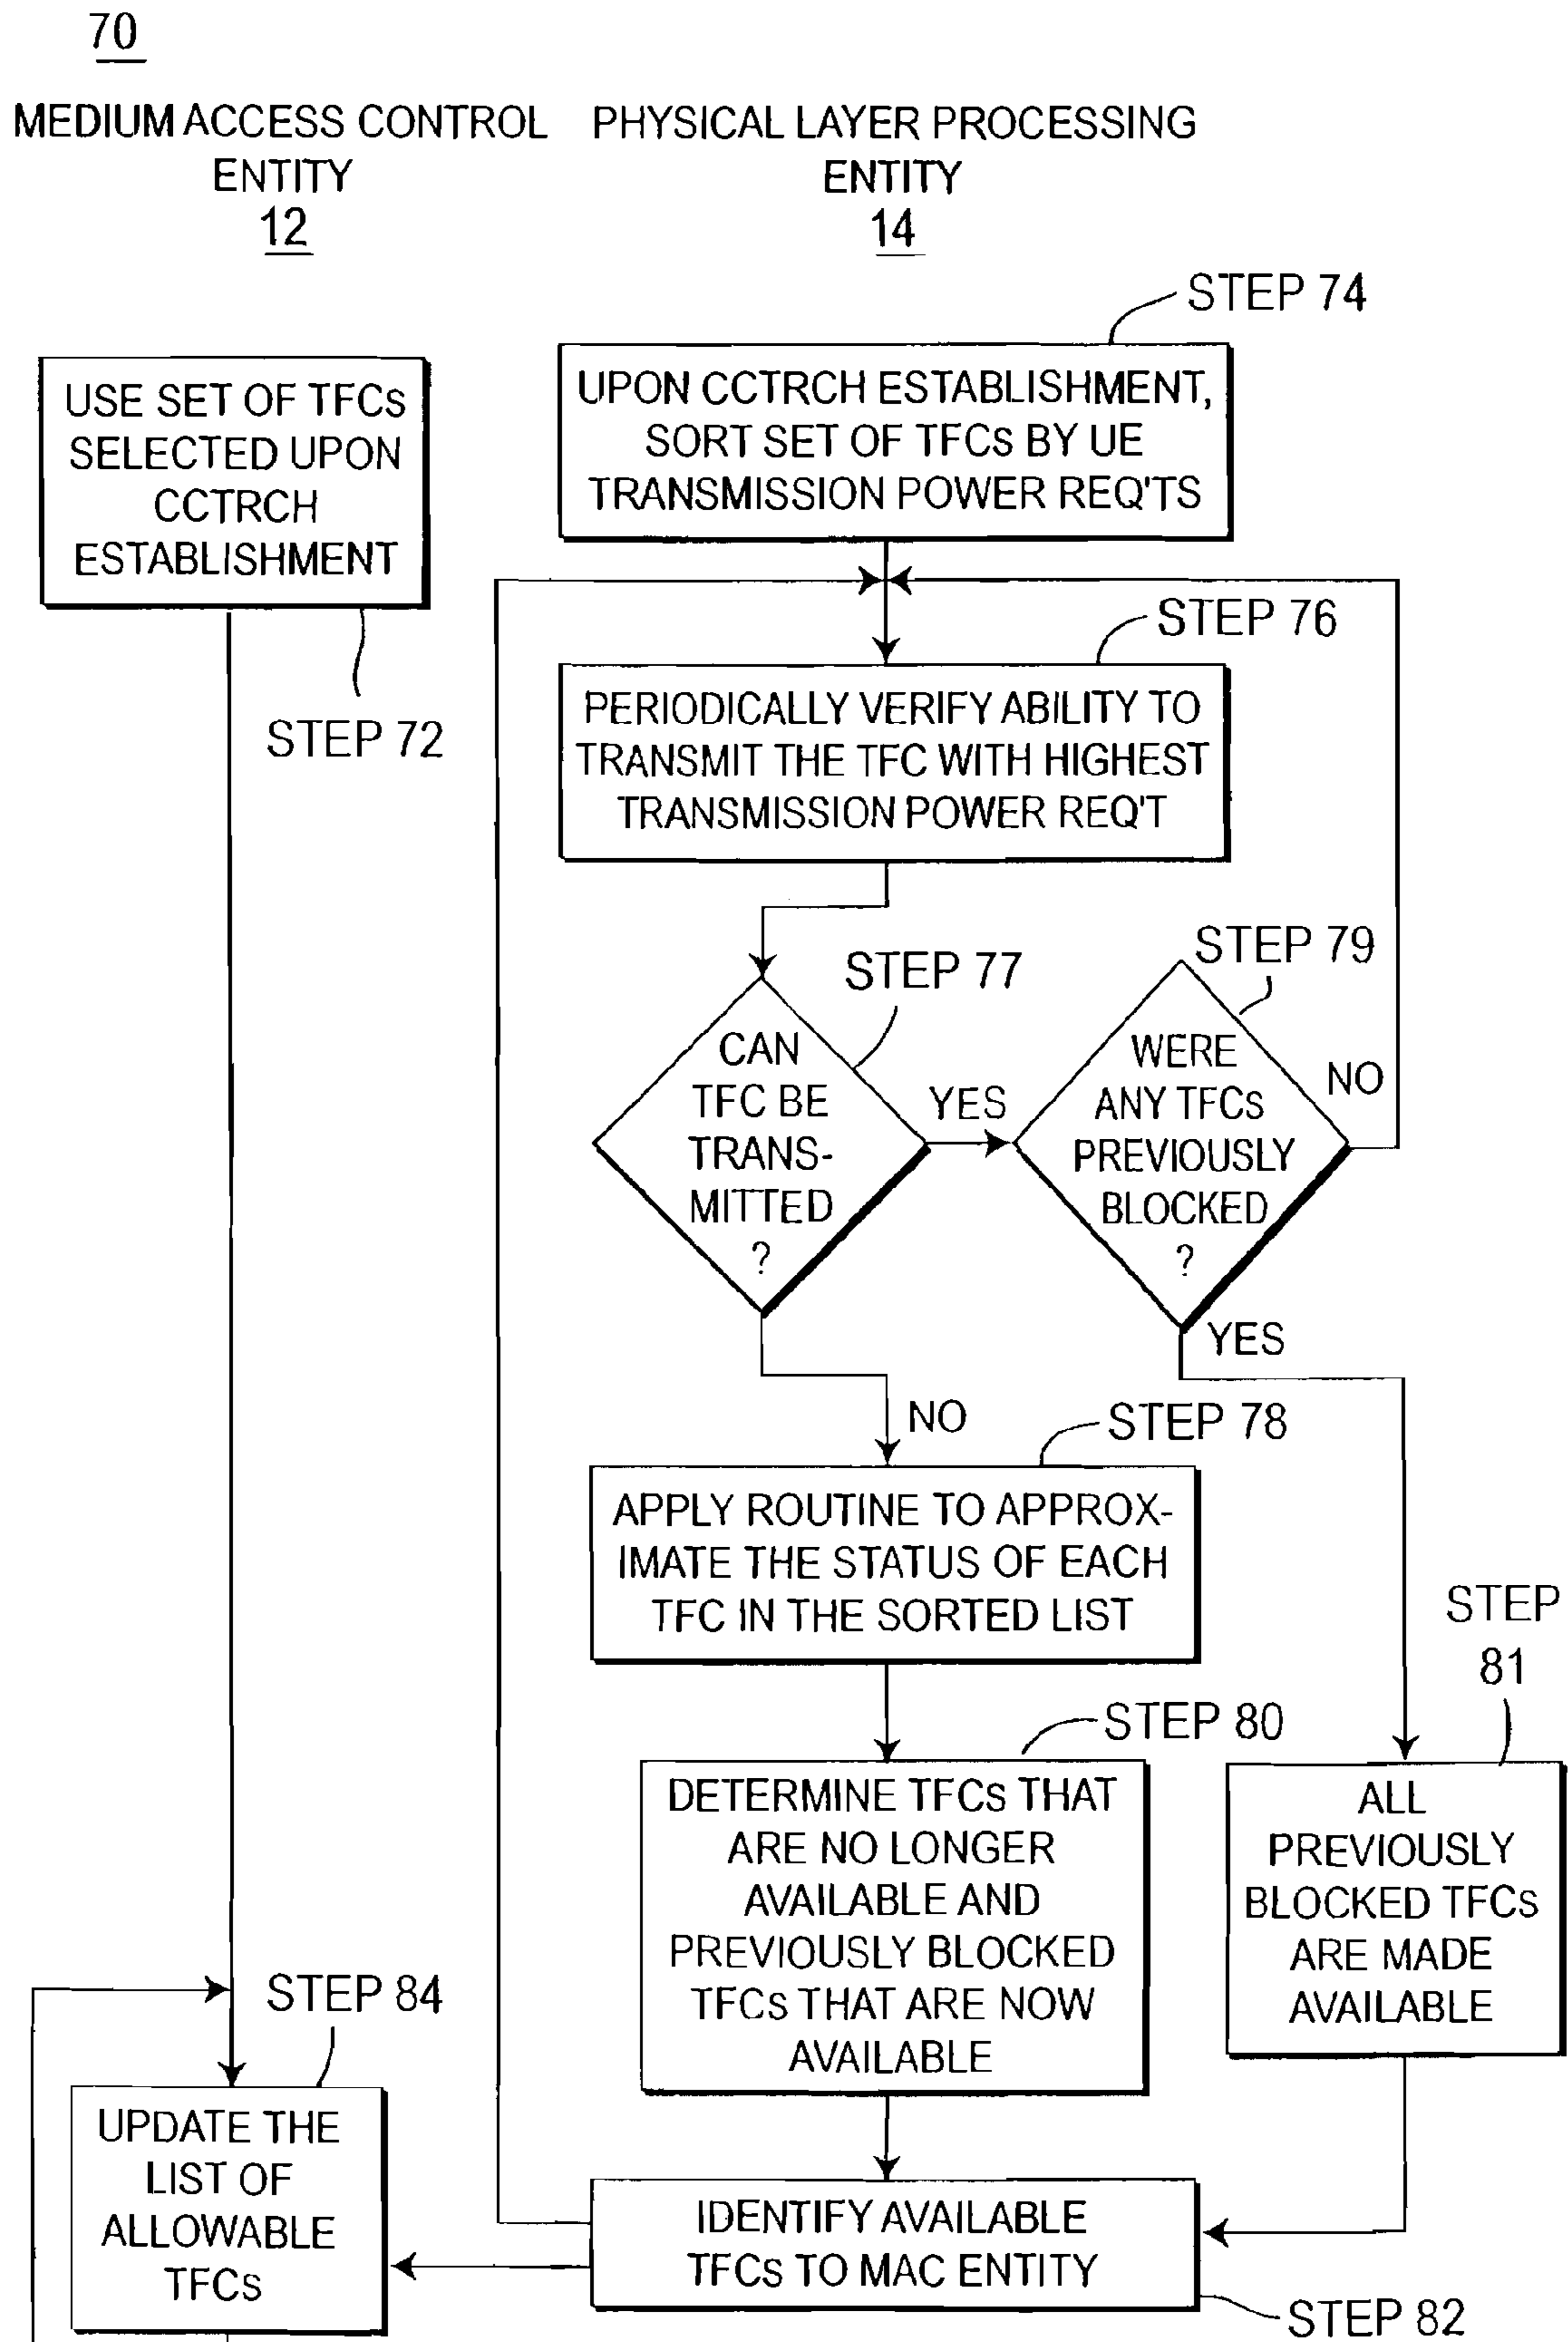 70
MEDIUM ACCESS CONTROL
ENTITY
12
PHYSICAL LAYER PROCESSING
ENTITY
14
STEP 74
USE SET OF TFCs
SELECTED UPON
CCTRCH
ESTABLISHMENT
STEP 72
UPON CCTRCH ESTABLISHMENT,
SORT SET OF TFCs BY UE
TRANSMISSION POWER REQ'TS
STEP 76
PERIODICALLY VERIFY ABILITY TO
TRANSMIT THE TFC WITH HIGHEST
TRANSMISSION POWER REQ'T
STEP 77
CAN
TFC BE
TRANS-
MITTED
?
YES
STEP 79
WERE
ANY TFCs
PREVIOUSLY
BLOCKED
?
NO
YES
NO
STEP 78
APPLY ROUTINE TO APPROX-
IMATE THE STATUS OF EACH
TFC IN THE SORTED LIST
STEP
81
STEP 80
DETERMINE TFCs THAT
ARE NO LONGER
AVAILABLE AND
PREVIOUSLY BLOCKED
TFCs THAT ARE NOW
AVAILABLE
ALL
PREVIOUSLY
BLOCKED TFCs
ARE MADE
AVAILABLE
STEP 84
UPDATE THE
LIST OF
ALLOWABLE
TFCs
IDENTIFY AVAILABLE
TFCs TO MAC ENTITY
STEP 82